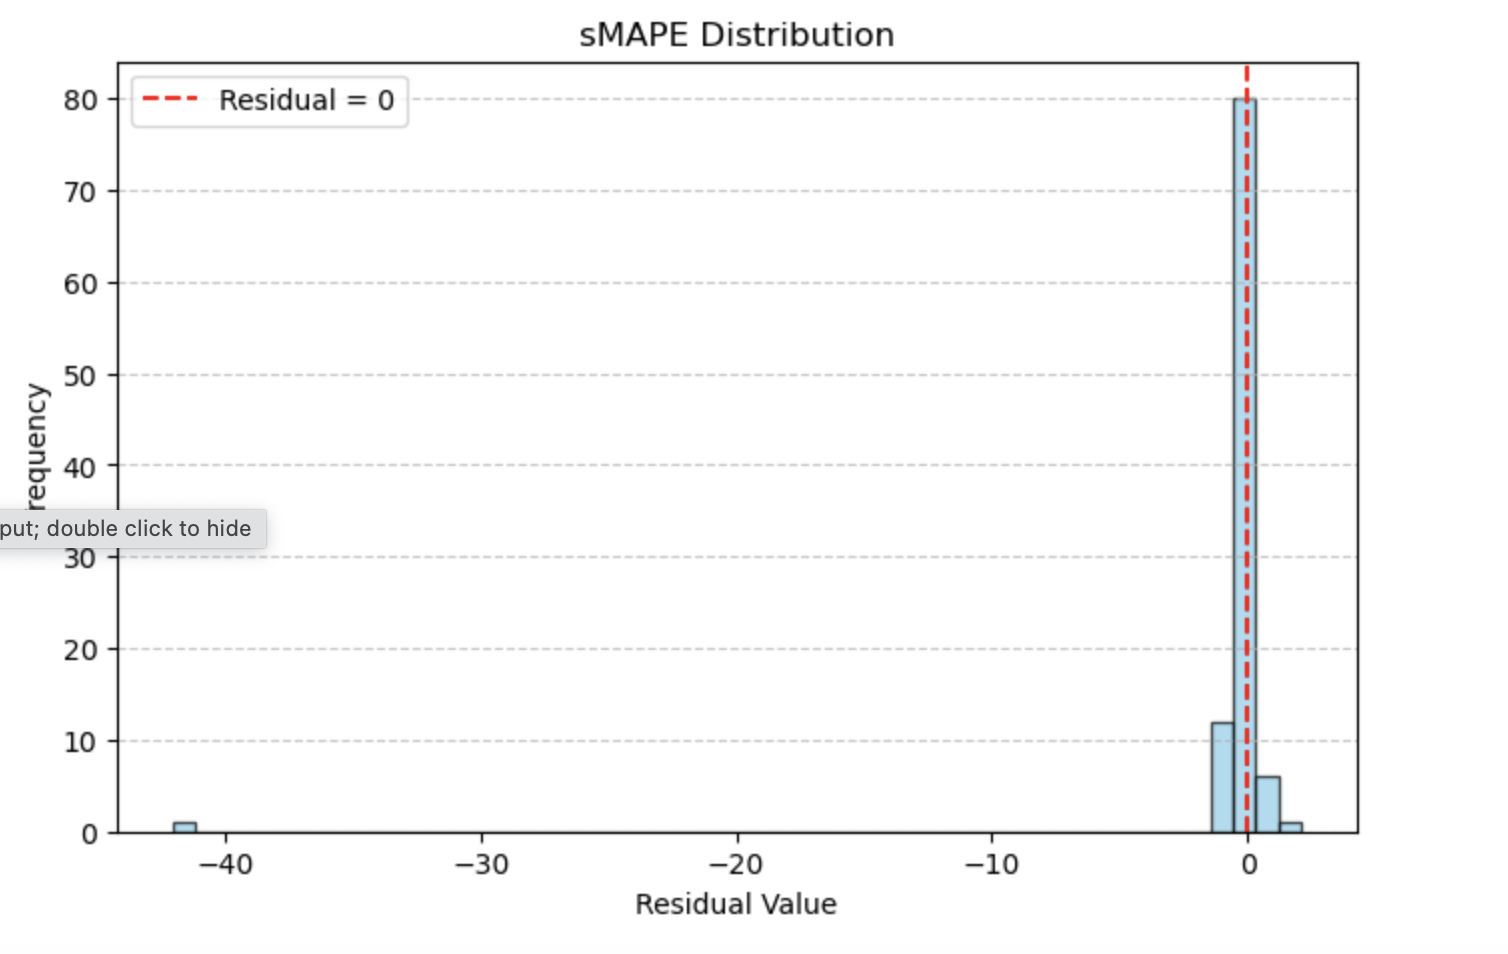 sMAPE Distribution
Residual = 0
80
70
60
50
40
30
20
10
0
requency
put; double click to hide
−40
−30
−20
−10
0
Residual Value